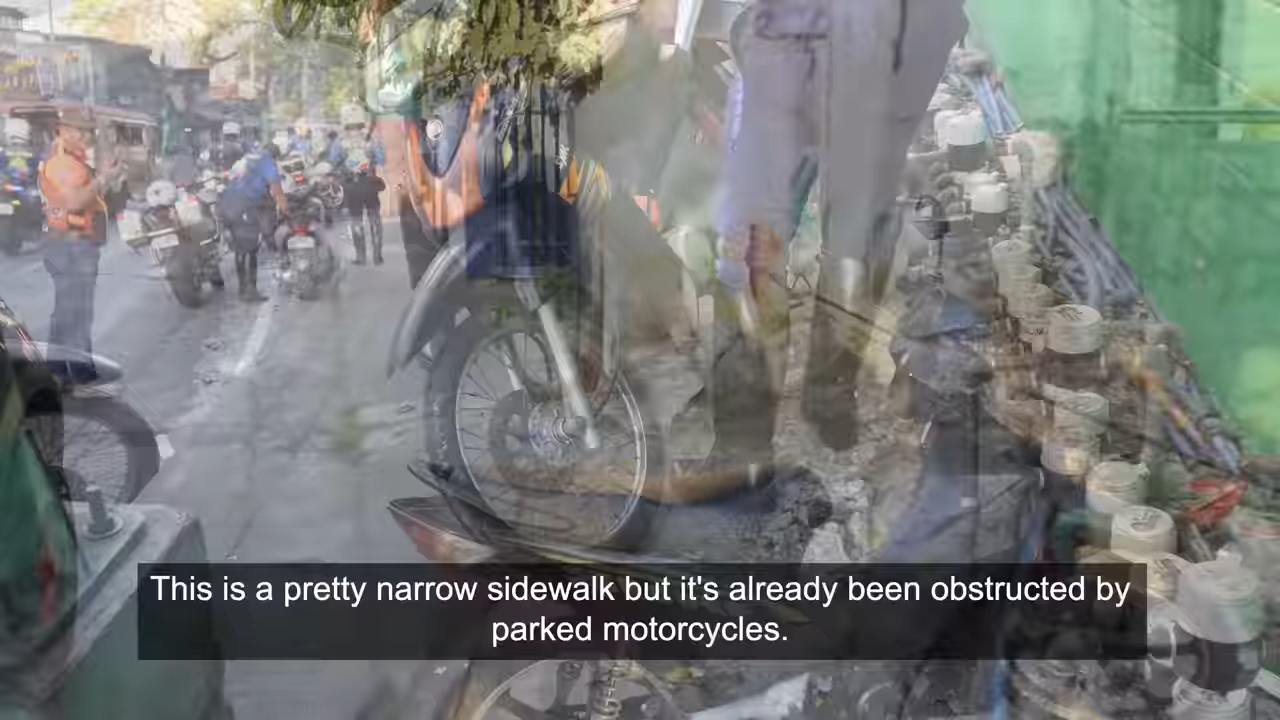 This is a pretty narrow sidewalk but it's already been obstructed by
parked motorcycles.